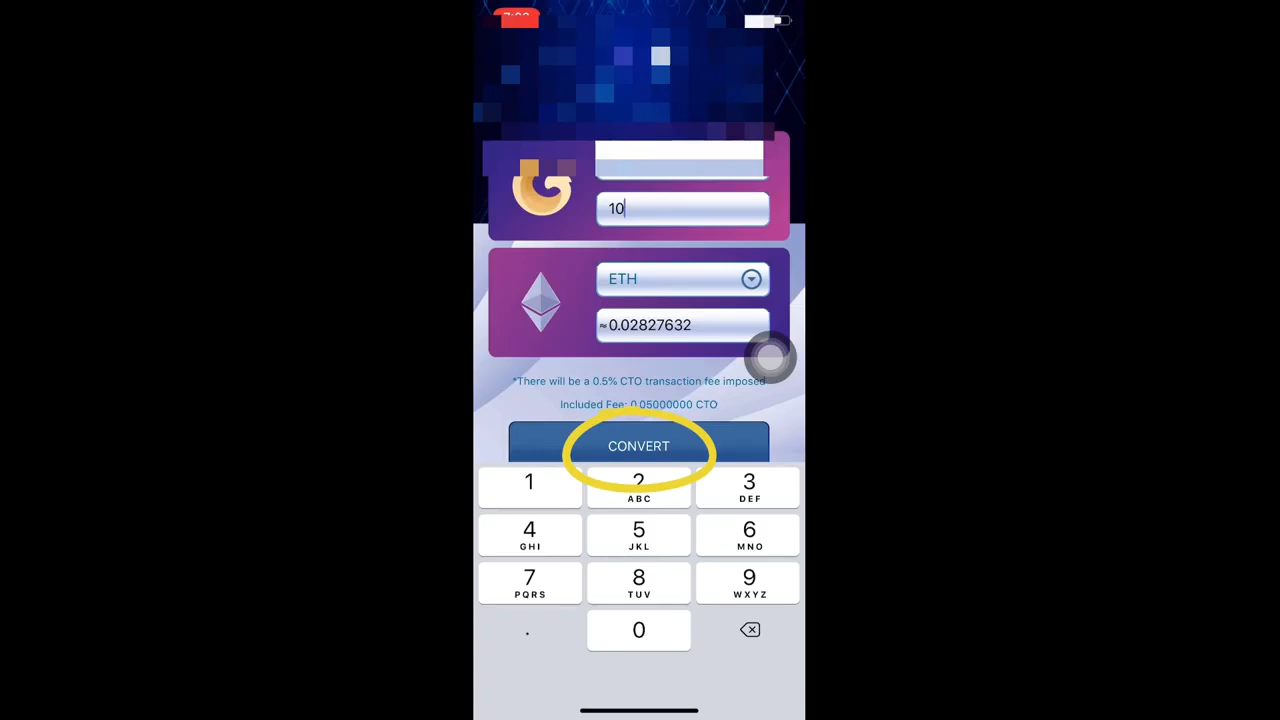 10
ETH
≈0.02827632
*There will be a 0.5% CTO transaction fee imposed
Included Fee: 0.05000000 CTO
CONVERT
1 2 3
ABC DEF
4 5 6
GHI JKL MNO
7 8 9
PQRS TUV WXYZ
. 0